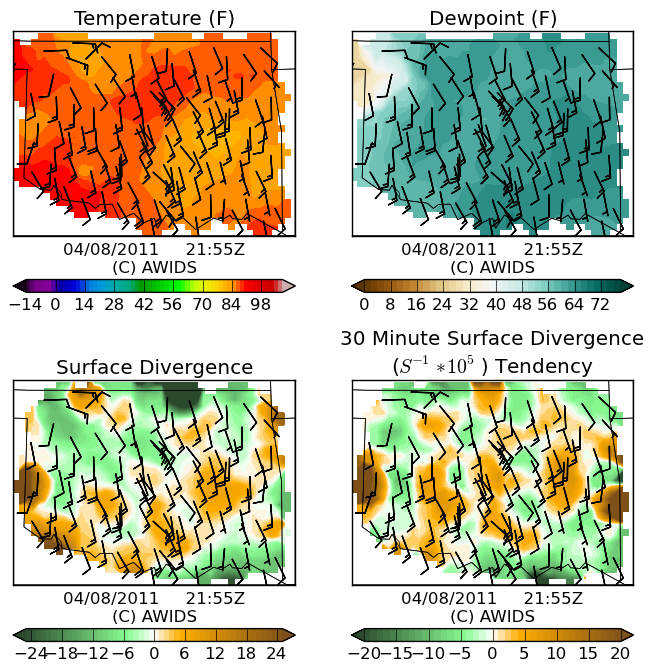 Temperature (F)
Dewpoint (F)
04/08/2011 21:55Z
(C) AWIDS
04/08/2011 21:55Z
(C) AWIDS
−14 0 14 28 42 56 70 84 98
0 8 16 24 32 40 48 56 64 72
Surface Divergence
30 Minute Surface Divergence
(S⁻¹ *10⁵ ) Tendency
04/08/2011 21:55Z
(C) AWIDS
04/08/2011 21:55Z
(C) AWIDS
−24 −18 −12 −6 0 6 12 18 24
−20 −15 −10 −5 0 5 10 15 20